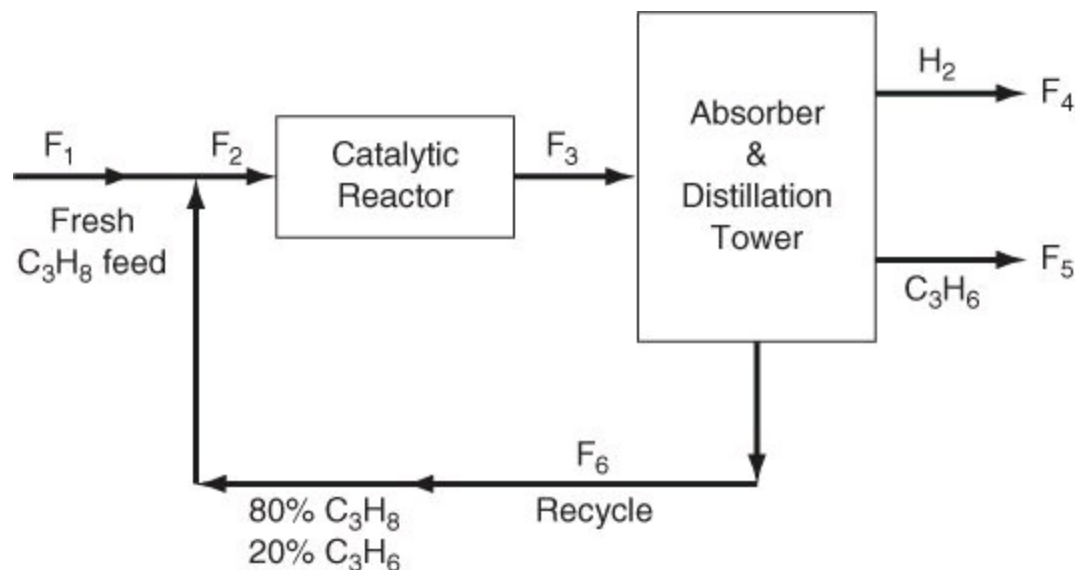 F₁
F₂
Catalytic
Reactor
F₃
Absorber
&
Distillation
Tower
H₂
F₄
Fresh
C₃H₈ feed
C₃H₆
F₅
F₆
80% C₃H₈
20% C₃H₆
Recycle